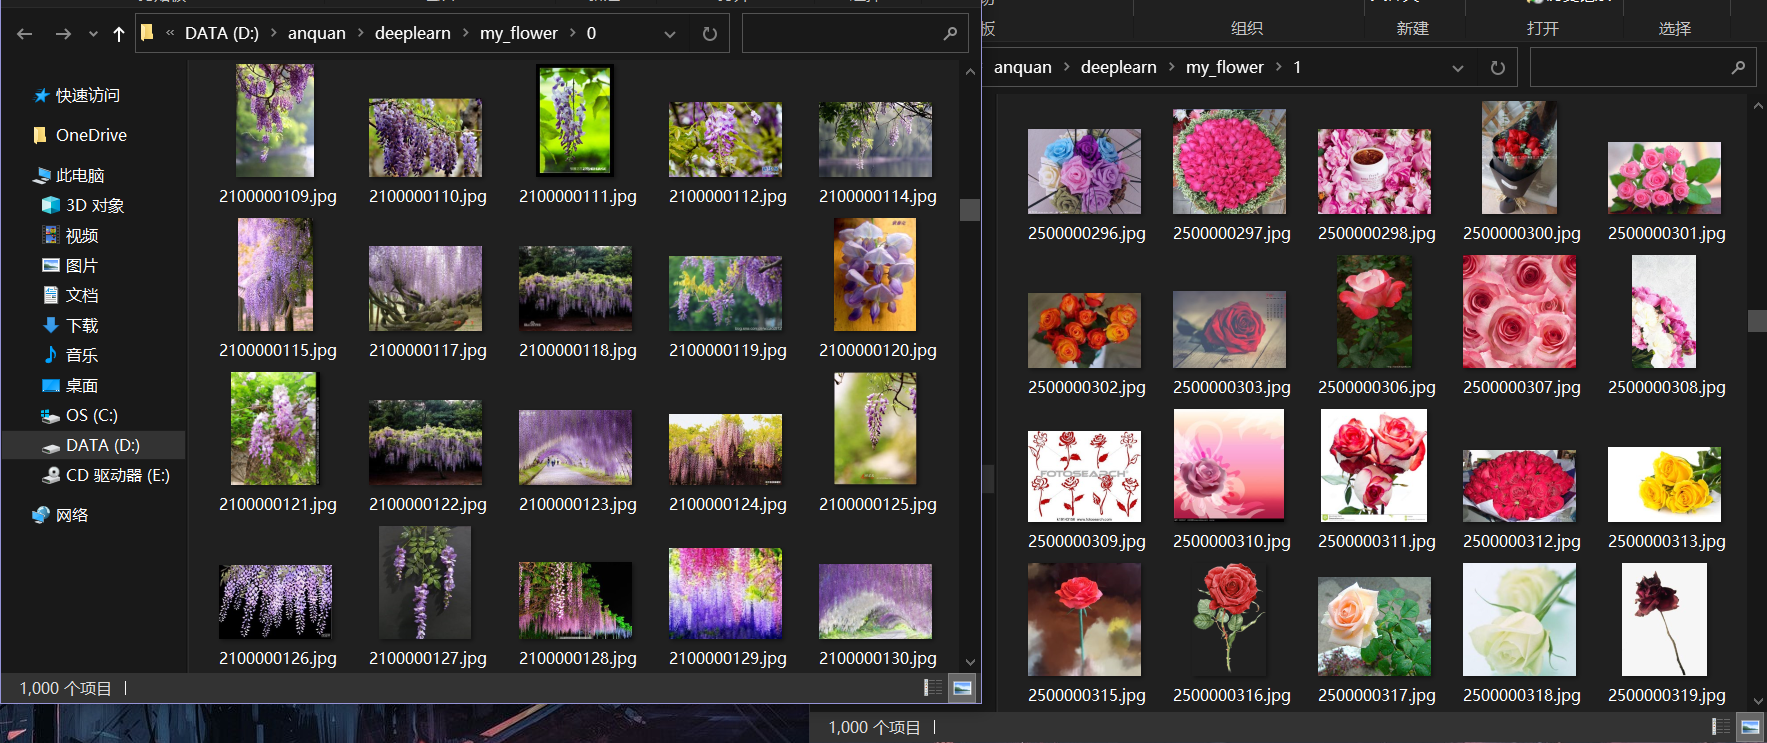 DATA (D:) > anquan > deeplearn > my_flower > 0
快速访问
OneDrive
此电脑
3D 对象
视频
图片
文档
下载
音乐
桌面
OS (C:)
DATA (D:)
CD 驱动器 (E:)
网络
2100000109.jpg 2100000110.jpg 2100000111.jpg 2100000112.jpg 2100000114.jpg
2100000115.jpg 2100000117.jpg 2100000118.jpg 2100000119.jpg 2100000120.jpg
2100000121.jpg 2100000122.jpg 2100000123.jpg 2100000124.jpg 2100000125.jpg
2100000126.jpg 2100000127.jpg 2100000128.jpg 2100000129.jpg 2100000130.jpg
1,000 个项目
板 组织 新建 打开 选择
anquan > deeplearn > my_flower > 1
2500000296.jpg 2500000297.jpg 2500000298.jpg 2500000300.jpg 2500000301.jpg
2500000302.jpg 2500000303.jpg 2500000306.jpg 2500000307.jpg 2500000308.jpg
FOTOSEARCH
2500000309.jpg 2500000310.jpg 2500000311.jpg 2500000312.jpg 2500000313.jpg
2500000315.jpg 2500000316.jpg 2500000317.jpg 2500000318.jpg 2500000319.jpg
1,000 个项目